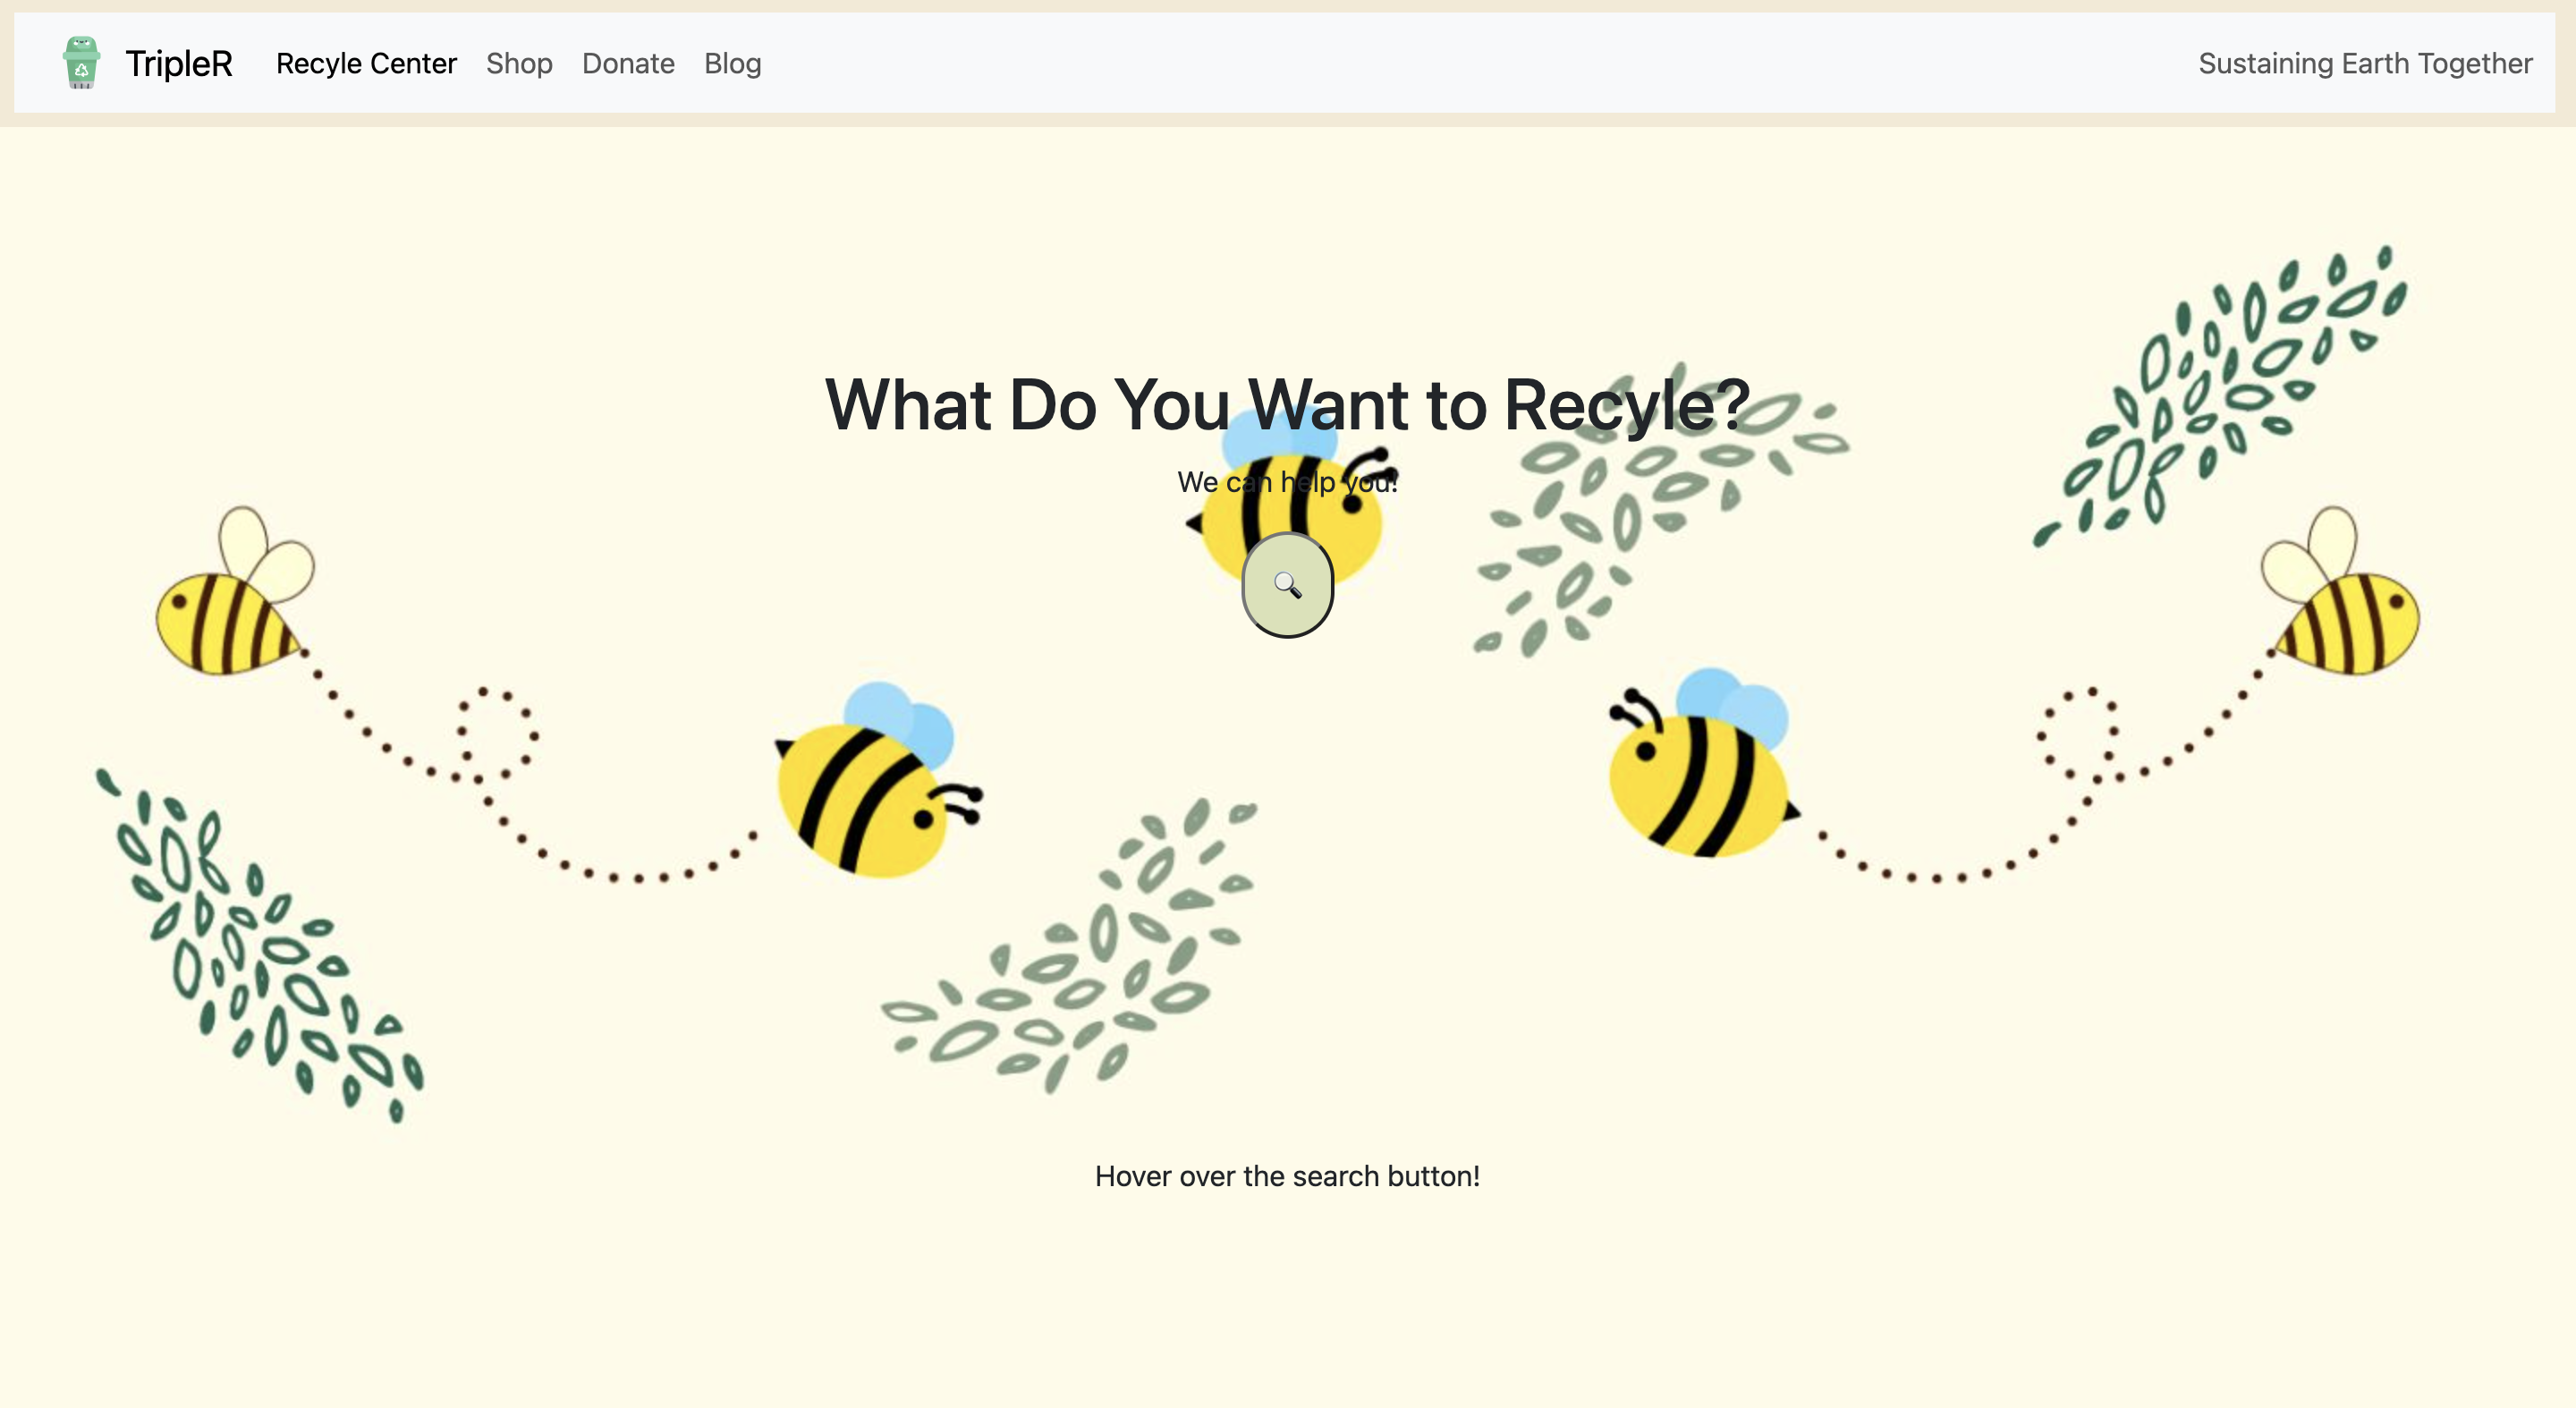 TripleR Recyle Center Shop Donate Blog Sustaining Earth Together
What Do You Want to Recyle?
We can help you!
Hover over the search button!